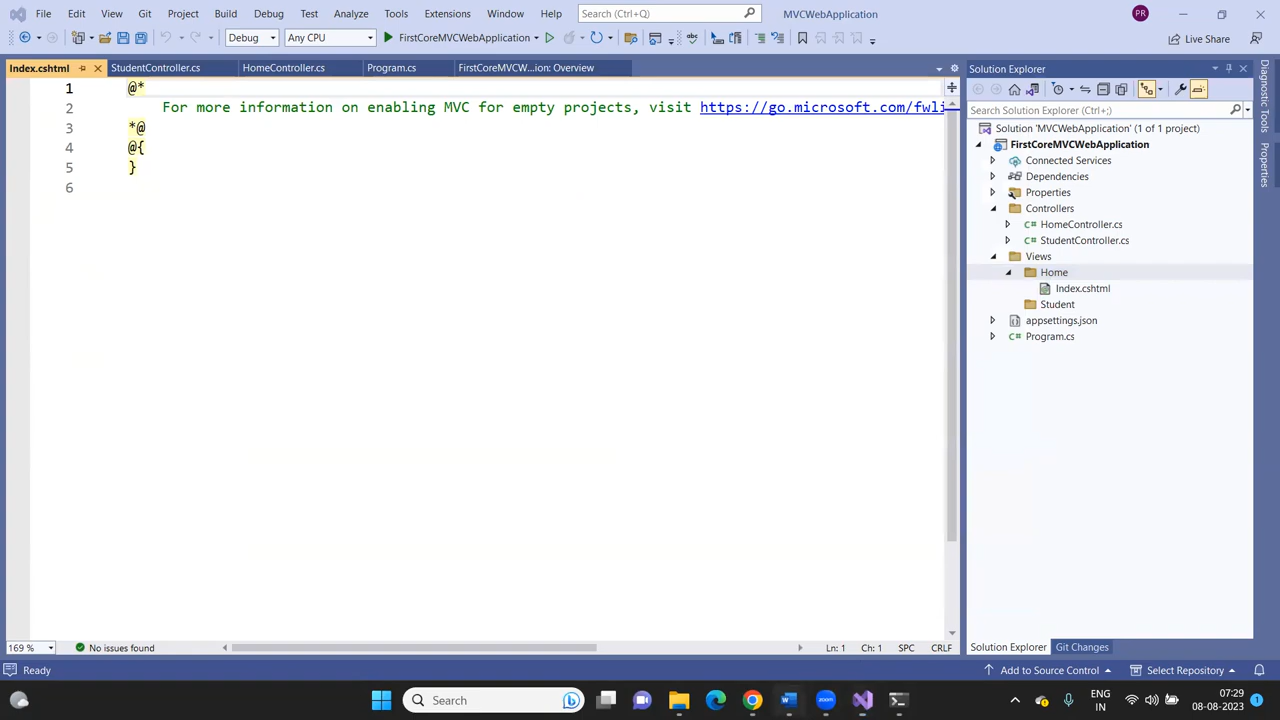 File Edit View Git Project Build Debug Test Analyze Tools Extensions Window Help Search (Ctrl+Q) MVCWebApplication PR
Debug Any CPU FirstCoreMVCWebApplication Live Share
Index.cshtml StudentController.cs HomeController.cs Program.cs FirstCoreMVCW...ion: Overview
1 @*
2 For more information on enabling MVC for empty projects, visit https://go.microsoft.com/fwli
3 *@
4 @{
5 }
6
169 % No issues found Ln: 1 Ch: 1 SPC CRLF
Solution Explorer
Search Solution Explorer (Ctrl+;)
Solution 'MVCWebApplication' (1 of 1 project)
FirstCoreMVCWebApplication
Connected Services
Dependencies
Properties
Controllers
HomeController.cs
StudentController.cs
Views
Home
Index.cshtml
Student
appsettings.json
Program.cs
Solution Explorer Git Changes
Diagnostic Tools
Properties
Ready Add to Source Control Select Repository
Search zoom ENG
IN 07:29
08-08-2023 1